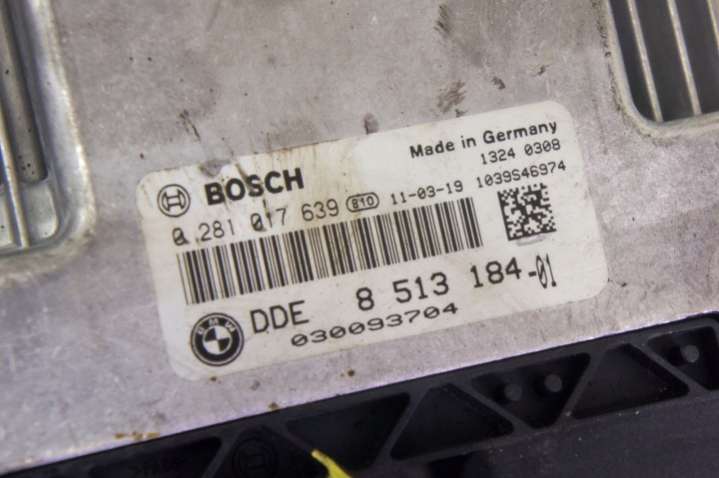 Made in Germany
BOSCH
1324 0308
0 281 017 639 810 11-03-19 1039S46974
BMW
DDE 8 513 184-01
030093704